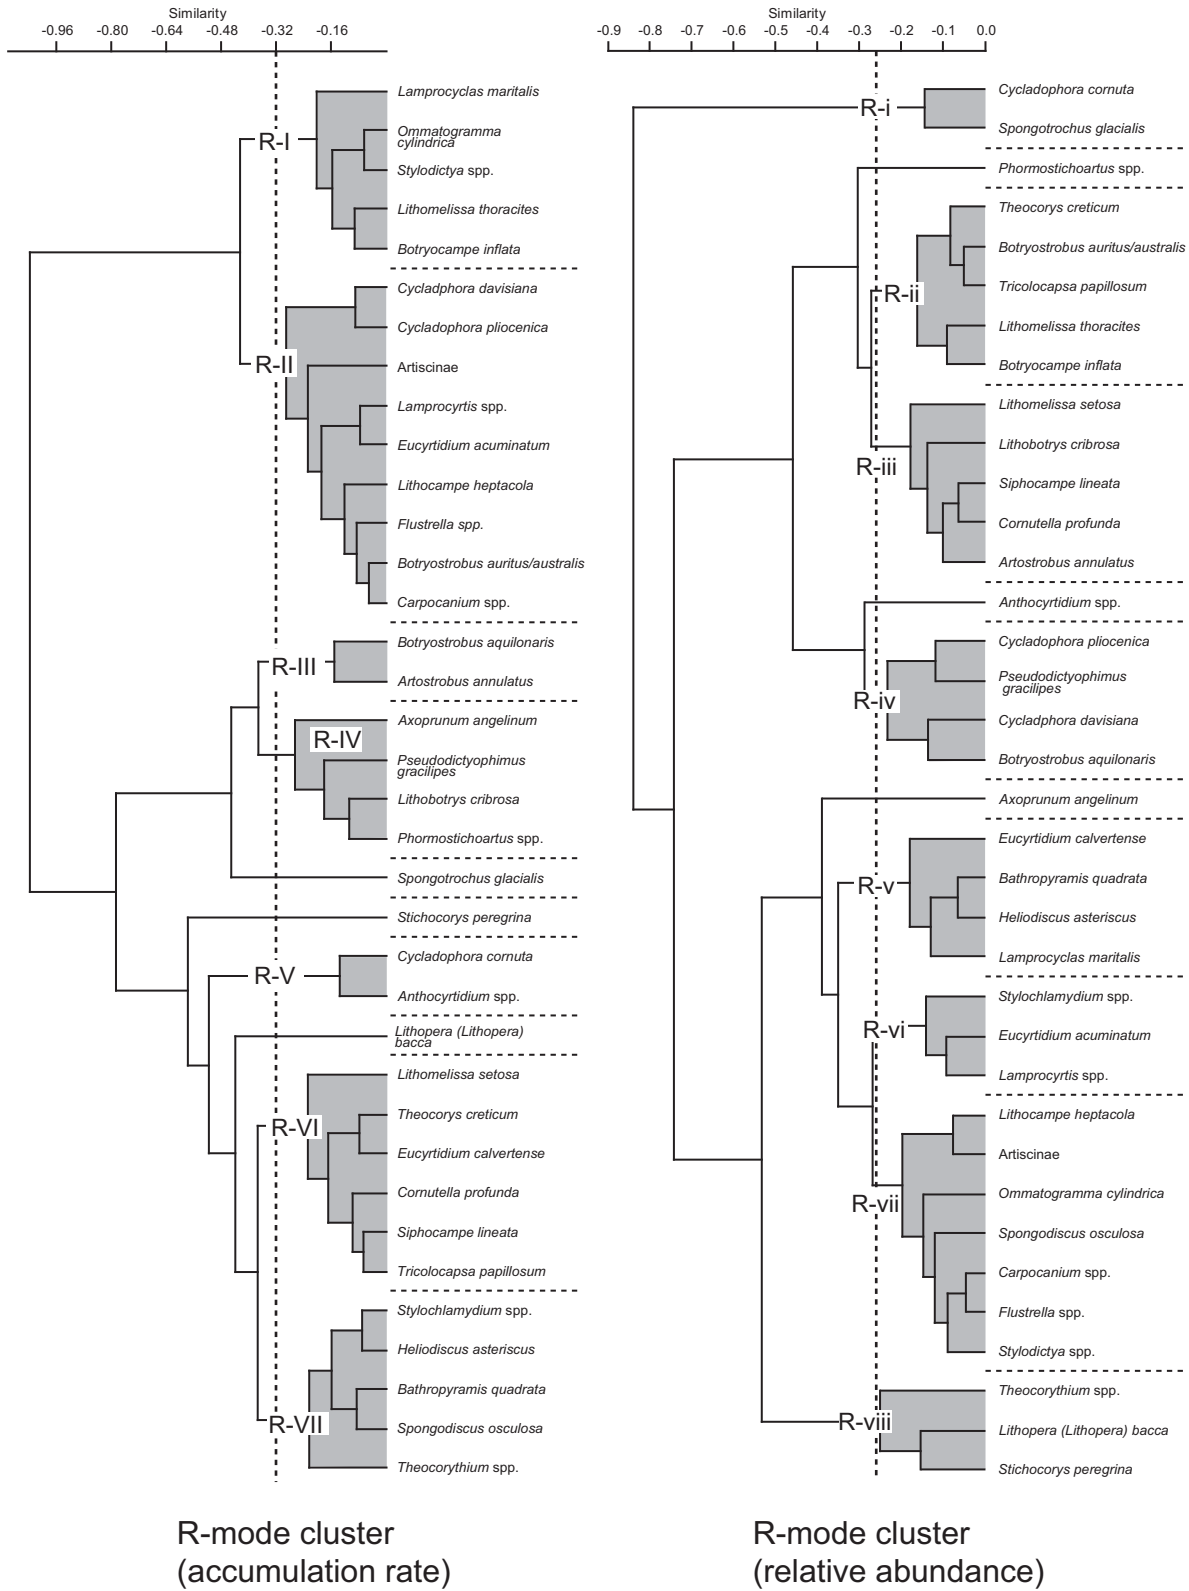 Similarity
-0.96 -0.80 -0.64 -0.48 -0.32 -0.16
Lamprocyclas maritalis
R-I
Ommatogramma
cylindrica
Stylodictya spp.
Lithomelissa thoracites
Botryocampe inflata
Cycladphora davisiana
Cycladophora pliocenica
R-II
Artiscinae
Lamprocyrtis spp.
Eucyrtidium acuminatum
Lithocampe heptacola
Flustrella spp.
Botryostrobus auritus/australis
Carpocanium spp.
Botryostrobus aquilonaris
R-III
Artostrobus annulatus
Axoprunum angelinum
R-IV
Pseudodictyophimus
gracilipes
Lithobotrys cribrosa
Phormostichoartus spp.
Spongotrochus glacialis
Stichocorys peregrina
Cycladophora cornuta
R-V
Anthocyrtidium spp.
Lithopera (Lithopera)
bacca
Lithomelissa setosa
Theocorys creticum
R-VI
Eucyrtidium calvertense
Cornutella profunda
Siphocampe lineata
Tricolocapsa papillosum
Stylochlamydium spp.
Heliodiscus asteriscus
Bathropyramis quadrata
R-VII
Spongodiscus osculosa
Theocorythium spp.
R-mode cluster
(accumulation rate)
Similarity
-0.9 -0.8 -0.7 -0.6 -0.5 -0.4 -0.3 -0.2 -0.1 0.0
Cycladophora cornuta
R-i
Spongotrochus glacialis
Phormostichoartus spp.
Theocorys creticum
Botryostrobus auritus/australis
Tricolocapsa papillosum
R-ii
Lithomelissa thoracites
Botryocampe inflata
Lithomelissa setosa
Lithobotrys cribrosa
R-iii
Siphocampe lineata
Cornutella profunda
Artostrobus annulatus
Anthocyrtidium spp.
Cycladophora pliocenica
Pseudodictyophimus
gracilipes
R-iv
Cycladphora davisiana
Botryostrobus aquilonaris
Axoprunum angelinum
Eucyrtidium calvertense
Bathropyramis quadrata
R-v
Heliodiscus asteriscus
Lamprocyclas maritalis
Stylochlamydium spp.
R-vi
Eucyrtidium acuminatum
Lamprocyrtis spp.
Lithocampe heptacola
Artiscinae
Ommatogramma cylindrica
R-vii
Spongodiscus osculosa
Carpocanium spp.
Flustrella spp.
Stylodictya spp.
Theocorythium spp.
R-viii
Lithopera (Lithopera) bacca
Stichocorys peregrina
R-mode cluster
(relative abundance)